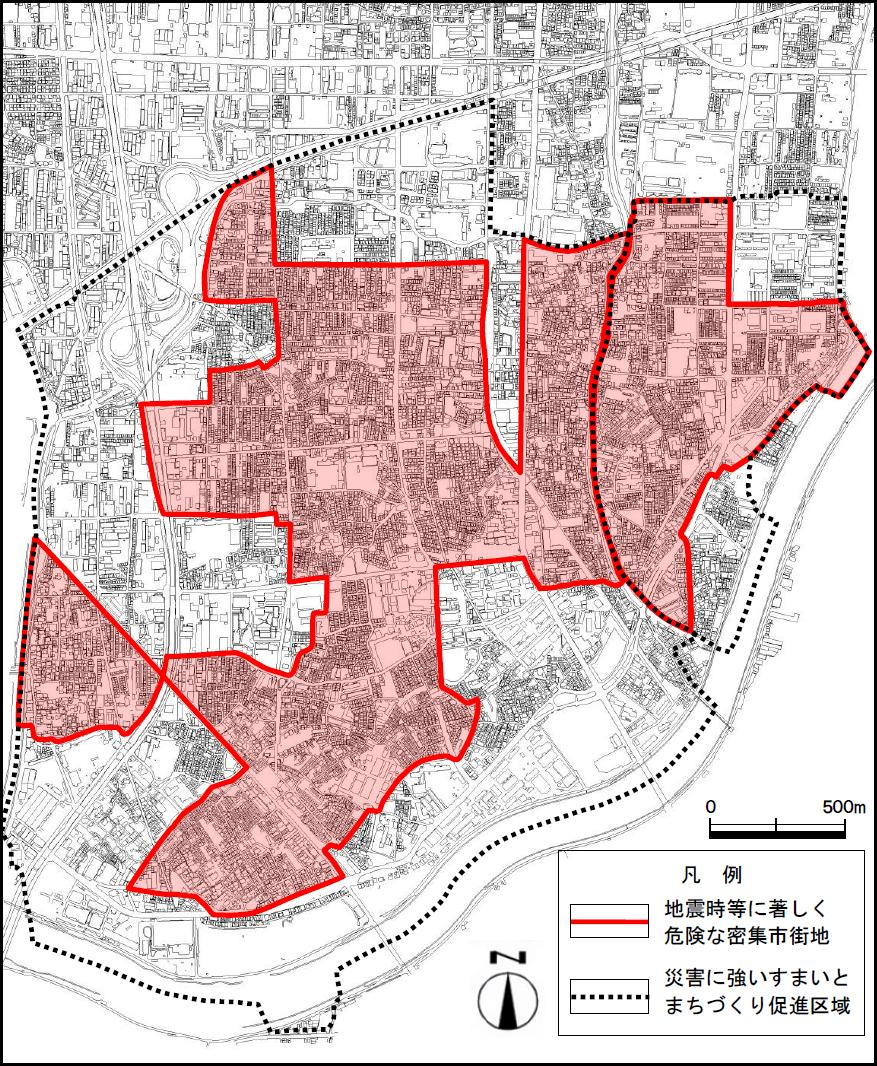 0 500m
凡 例
地震時等に著しく
危険な密集市街地
災害に強いすまいと
まちづくり促進区域
N